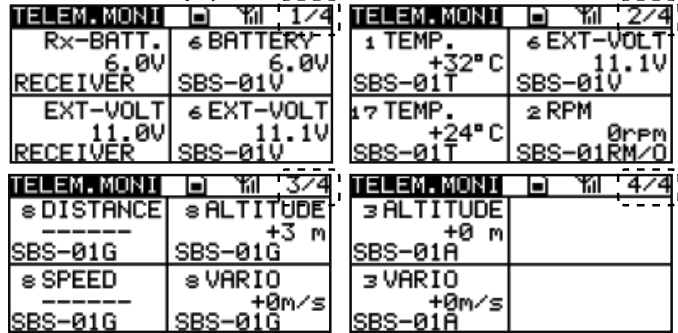 TELEM.MONI 1/4
Rx-BATT.
6.0V
RECEIVER
6 BATTERY
6.0V
SBS-01V
EXT-VOLT
11.0V
RECEIVER
6 EXT-VOLT
11.1V
SBS-01V
TELEM.MONI 2/4
1 TEMP.
+32°C
SBS-01T
6 EXT-VOLT
11.1V
SBS-01V
17 TEMP.
+24°C
SBS-01T
2 RPM
0rpm
SBS-01RM/O
TELEM.MONI 3/4
8 DISTANCE
------
SBS-01G
8 ALTITUDE
+3 m
SBS-01G
8 SPEED
------
SBS-01G
8 VARIO
+0m/s
SBS-01G
TELEM.MONI 4/4
3 ALTITUDE
+0 m
SBS-01A
3 VARIO
+0m/s
SBS-01A